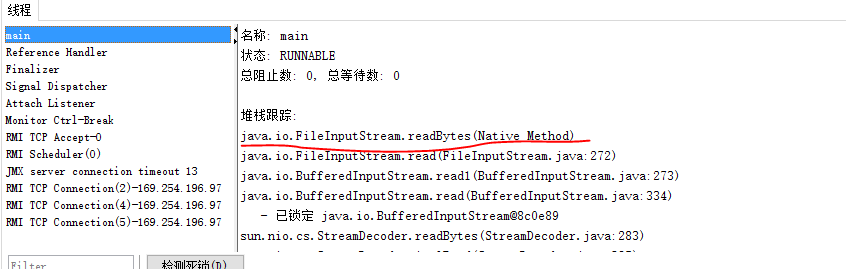 线程
main
Reference Handler
Finalizer
Signal Dispatcher
Attach Listener
Monitor Ctrl-Break
RMI TCP Accept-0
RMI Scheduler(0)
JMX server connection timeout 13
RMI TCP Connection(2)-169.254.196.97
RMI TCP Connection(4)-169.254.196.97
RMI TCP Connection(5)-169.254.196.97
Filter
检测死锁(D)
名称: main
状态: RUNNABLE
总阻止数: 0, 总等待数: 0
堆栈跟踪:
java.io.FileInputStream.readBytes(Native Method)
java.io.FileInputStream.read(FileInputStream.java:272)
java.io.BufferedInputStream.read1(BufferedInputStream.java:273)
java.io.BufferedInputStream.read(BufferedInputStream.java:334)
- 已锁定 java.io.BufferedInputStream@8c0e89
sun.nio.cs.StreamDecoder.readBytes(StreamDecoder.java:283)